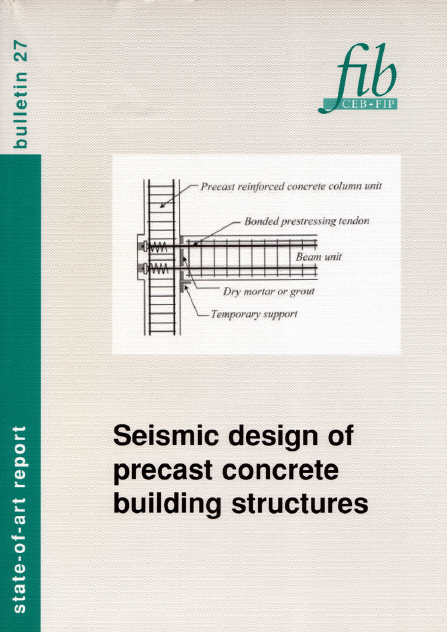 bulletin 27
fib
CEB-FIP
Precast reinforced concrete column unit
Bonded prestressing tendon
Beam unit
Dry mortar or grout
Temporary support
Seismic design of
precast concrete
building structures
state-of-art report